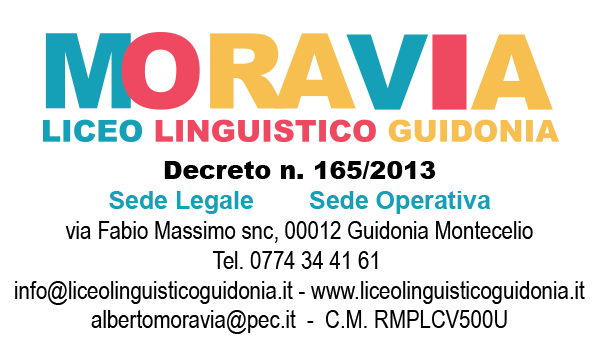 MORAVIA
LICEO LINGUISTICO GUIDONIA
Decreto n. 165/2013
Sede Legale Sede Operativa
via Fabio Massimo snc, 00012 Guidonia Montecelio
Tel. 0774 34 41 61
info@liceolinguisticoguidonia.it - www.liceolinguisticoguidonia.it
albertomoravia@pec.it - C.M. RMPLCV500U